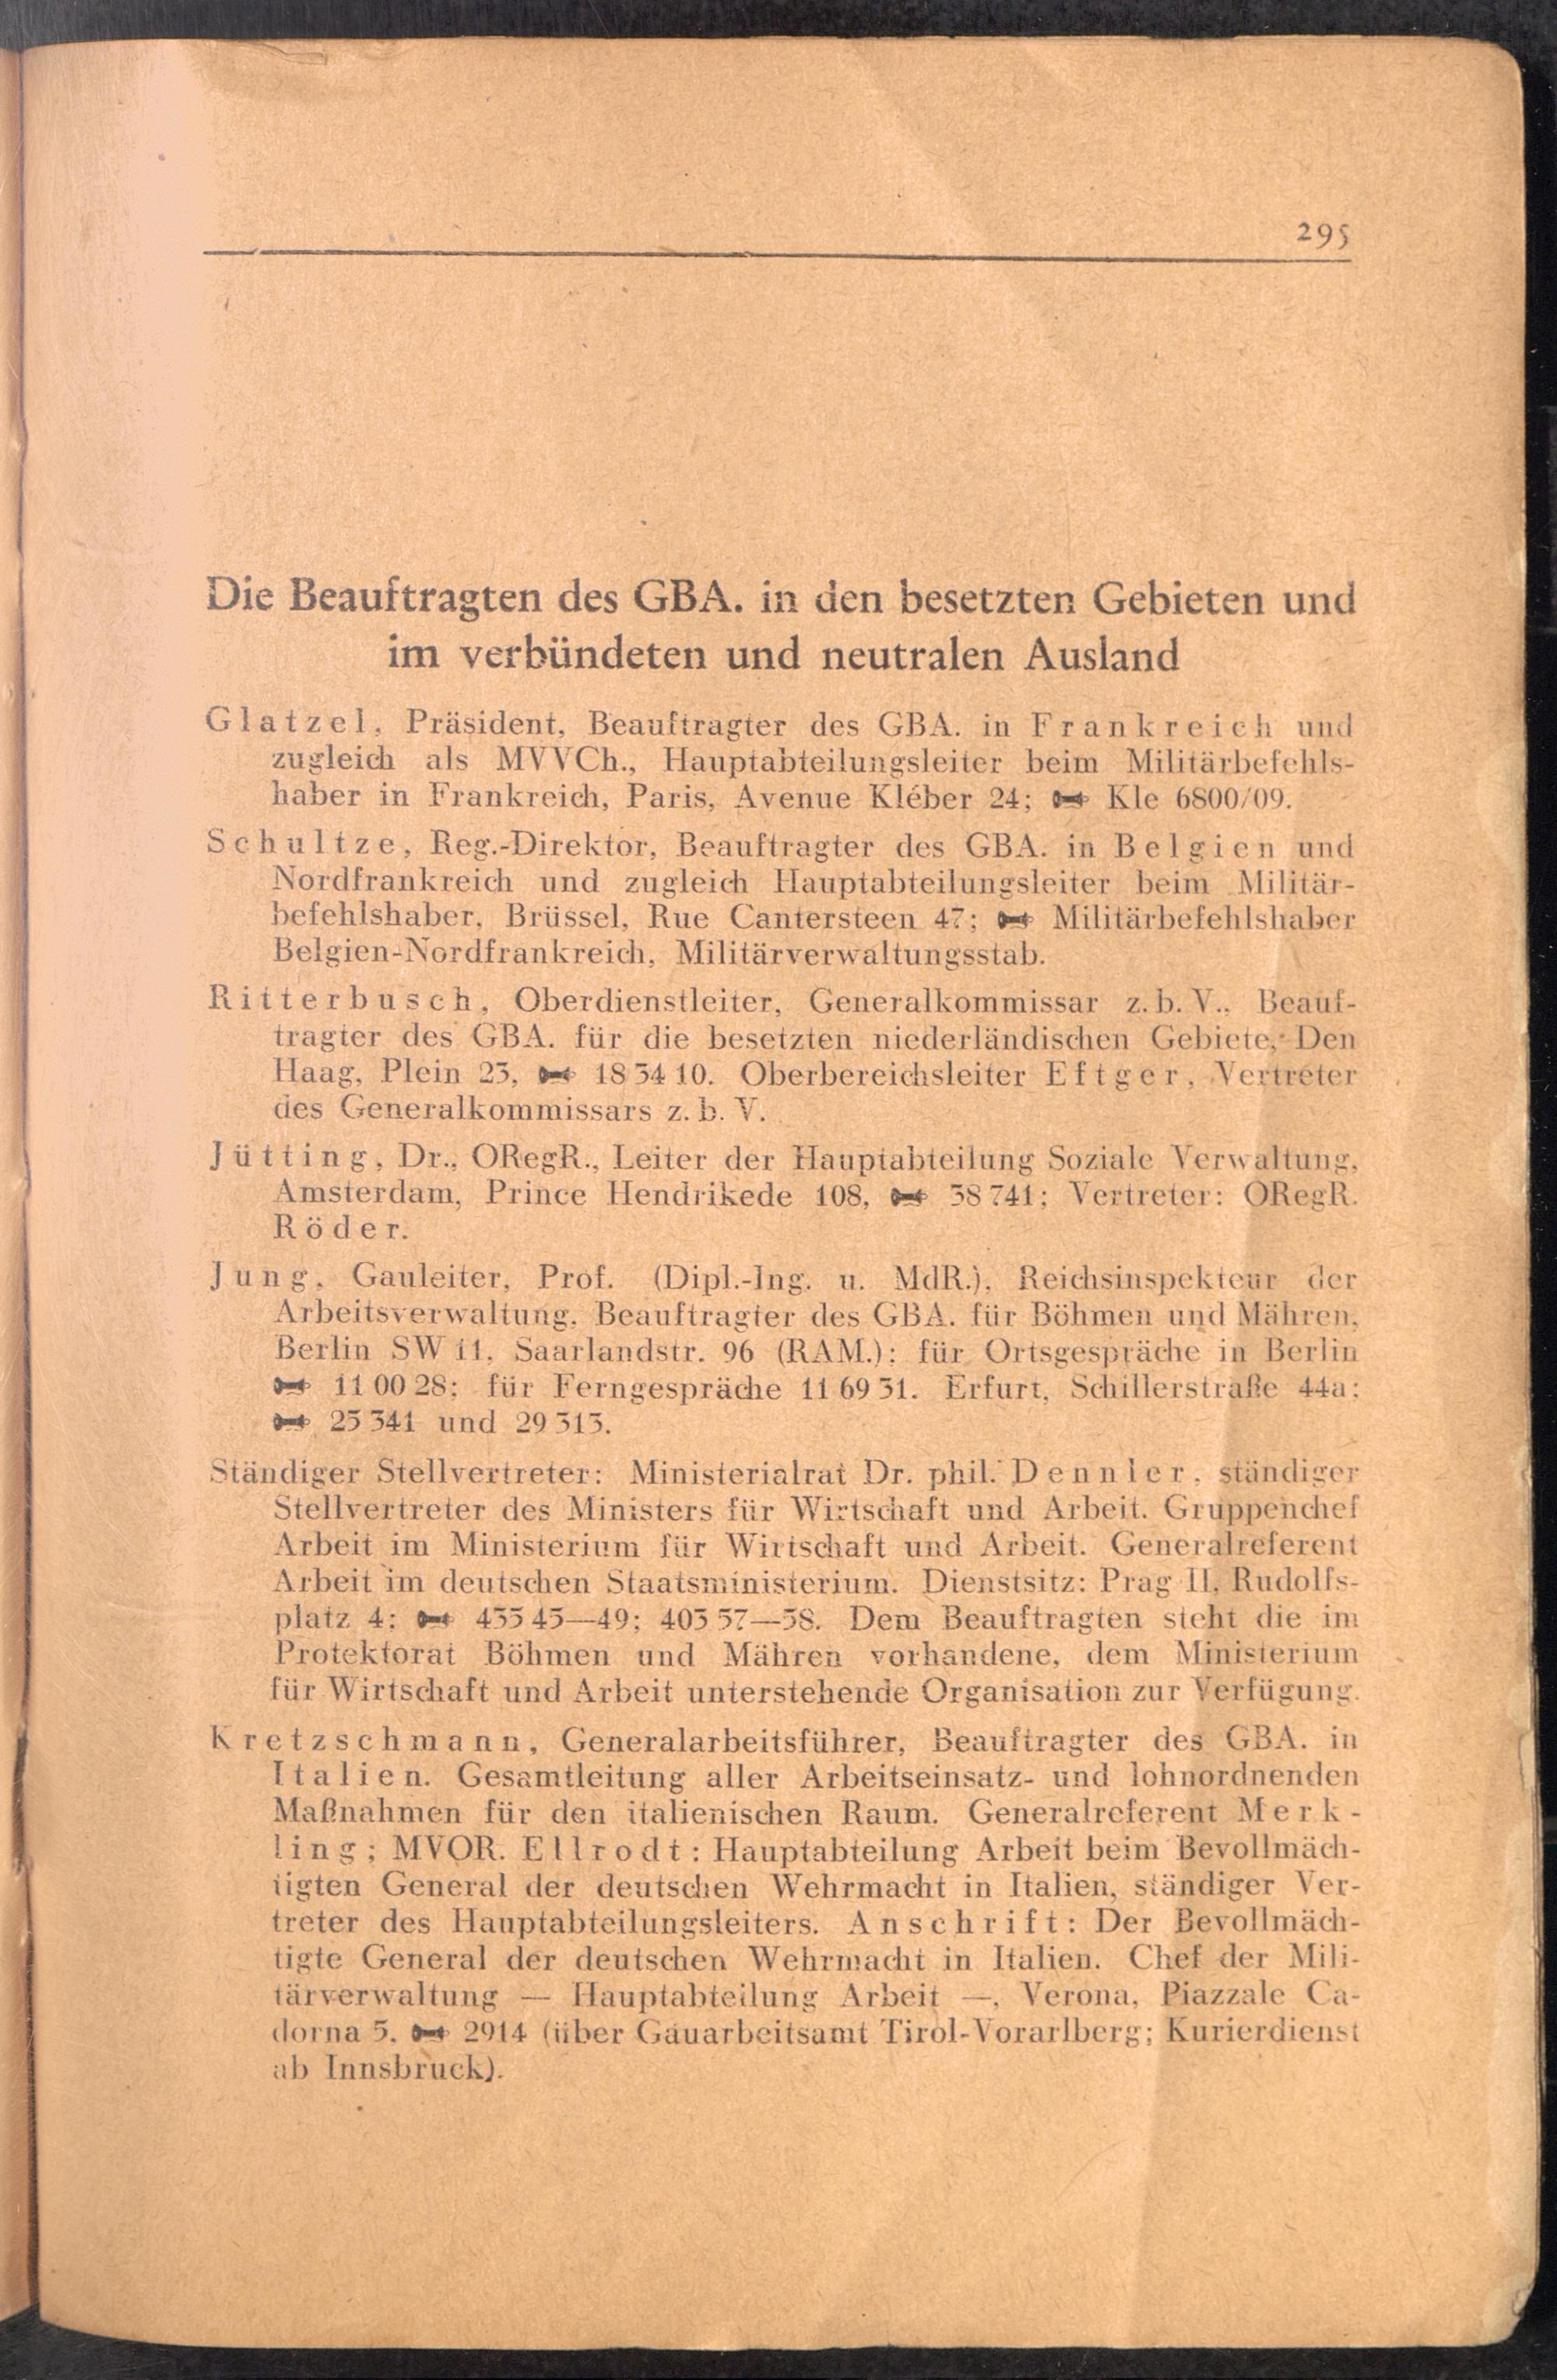 295
Die Beauftragten des GBA. in den besetzten Gebieten und
im verbündeten und neutralen Ausland
Glatzel, Präsident, Beauftragter des GBA. in Frankreich und
zugleich als MVVCh., Hauptabteilungsleiter beim Militärbefehls-
haber in Frankreich, Paris, Avenue Kléber 24; Kle 6800/09.
Schultze, Reg.-Direktor, Beauftragter des GBA. in Belgien und
Nordfrankreich und zugleich Hauptabteilungsleiter beim Militär-
befehlshaber, Brüssel, Rue Cantersteen 47; Militärbefehlshaber
Belgien-Nordfrankreich, Militärverwaltungsstab.
Ritterbusch, Oberdienstleiter, Generalkommissar z. b. V., Beauf-
tragter des GBA. für die besetzten niederländischen Gebiete, Den
Haag, Plein 23, 18 34 10. Oberbereichsleiter Eftger, Vertreter
des Generalkommissars z. b. V.
Jütting, Dr., ORegR., Leiter der Hauptabteilung Soziale Verwaltung,
Amsterdam, Prince Hendrikede 108, 38 741; Vertreter: ORegR.
Röder.
Jung, Gauleiter, Prof. (Dipl.-Ing. u. MdR.), Reichsinspekteur der
Arbeitsverwaltung, Beauftragter des GBA. für Böhmen und Mähren,
Berlin SW 11, Saarlandstr. 96 (RAM.); für Ortsgespräche in Berlin
11 00 28; für Ferngespräche 11 69 31. Erfurt, Schillerstraße 44a;
23 341 und 29 313.
Ständiger Stellvertreter: Ministerialrat Dr. phil. Dennler, ständiger
Stellvertreter des Ministers für Wirtschaft und Arbeit. Gruppenchef
Arbeit im Ministerium für Wirtschaft und Arbeit. Generalreferent
Arbeit im deutschen Staatsministerium. Dienstsitz: Prag II, Rudolfs-
platz 4; 433 45—49; 403 57—58. Dem Beauftragten steht die im
Protektorat Böhmen und Mähren vorhandene, dem Ministerium
für Wirtschaft und Arbeit unterstehende Organisation zur Verfügung.
Kretzschmann, Generalarbeitsführer, Beauftragter des GBA. in
Italien. Gesamtleitung aller Arbeitseinsatz- und lohnordnenden
Maßnahmen für den italienischen Raum. Generalreferent Merk-
ling; MVOR. Ellrodt: Hauptabteilung Arbeit beim Bevollmäch-
tigten General der deutschen Wehrmacht in Italien, ständiger Ver-
treter des Hauptabteilungsleiters. Anschrift: Der Bevollmäch-
tigte General der deutschen Wehrmacht in Italien. Chef der Mili-
tärverwaltung — Hauptabteilung Arbeit —, Verona, Piazzale Ca-
dorna 5, 2914 (über Gauarbeitsamt Tirol-Vorarlberg; Kurierdienst
ab Innsbruck).